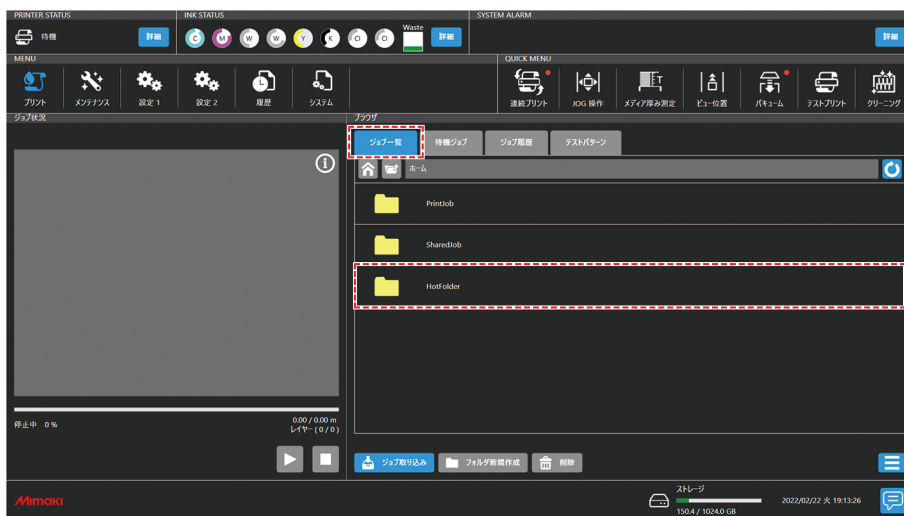 PRINTER STATUS
INK STATUS
SYSTEM ALARM
待機
詳細
C M W W Y K Cl Cl
Waste
詳細
詳細
MENU
QUICK MENU
プリント
メンテナンス
設定 1
設定 2
履歴
システム
連続プリント
JOG 操作
メディア厚み測定
ビュー位置
バキューム
テストプリント
クリーニング
ジョブ状況
ブラウザ
ジョブ一覧
待機ジョブ
ジョブ履歴
テストパターン
ホーム
PrintJob
SharedJob
HotFolder
停止中 0 %
0.00 / 0.00 m
レイヤー ( 0 / 0 )
ジョブ取り込み
フォルダ新規作成
削除
Mimaki
ストレージ
150.4 / 1024.0 GB
2022/02/22 火 19:13:26